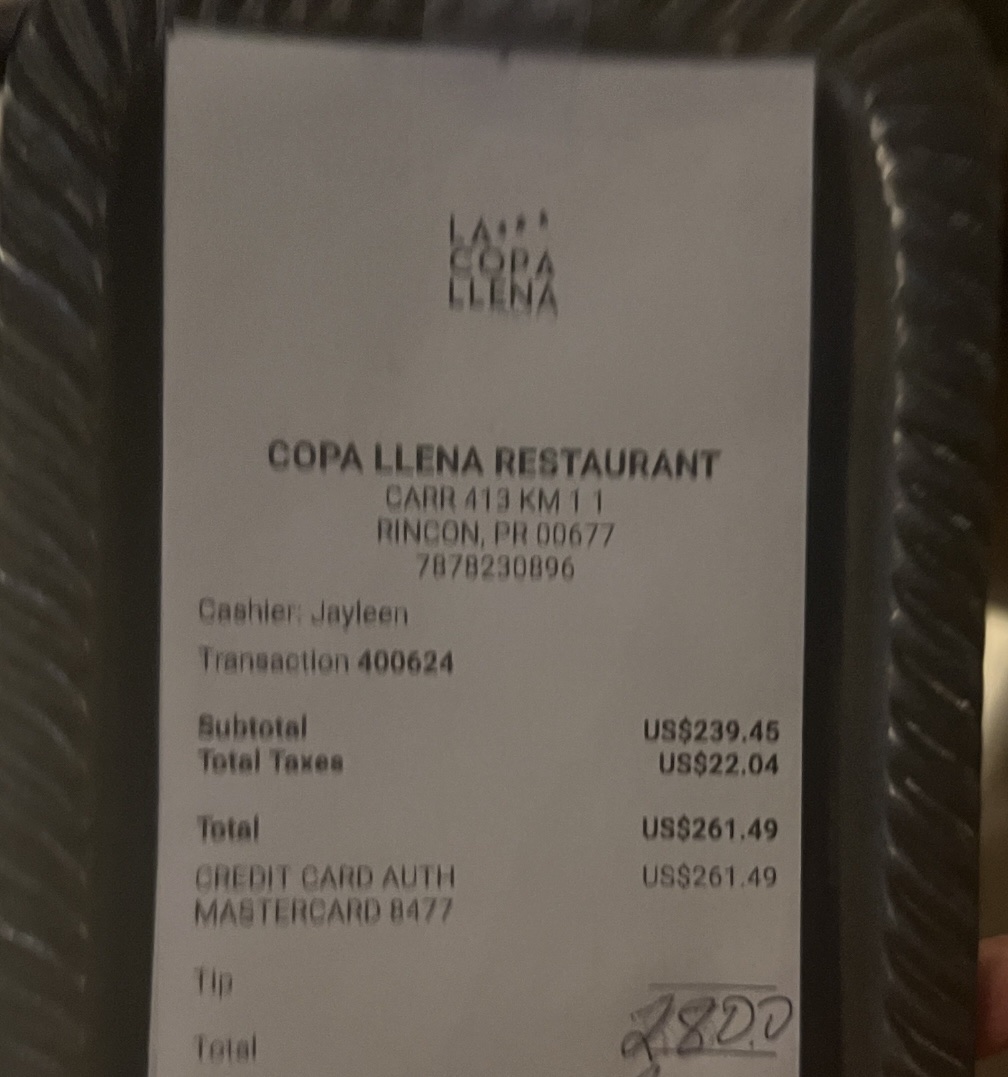 LA
COPA
LLENA
COPA LLENA RESTAURANT
CARR 413 KM 1 1
RINCON, PR 00677
7878230896
Cashier: Jayleen
Transaction 400624
Subtotal US$239.45
Total Taxes US$22.04
Total US$261.49
CREDIT CARD AUTH US$261.49
MASTERCARD 8477
Tip
2800
Total